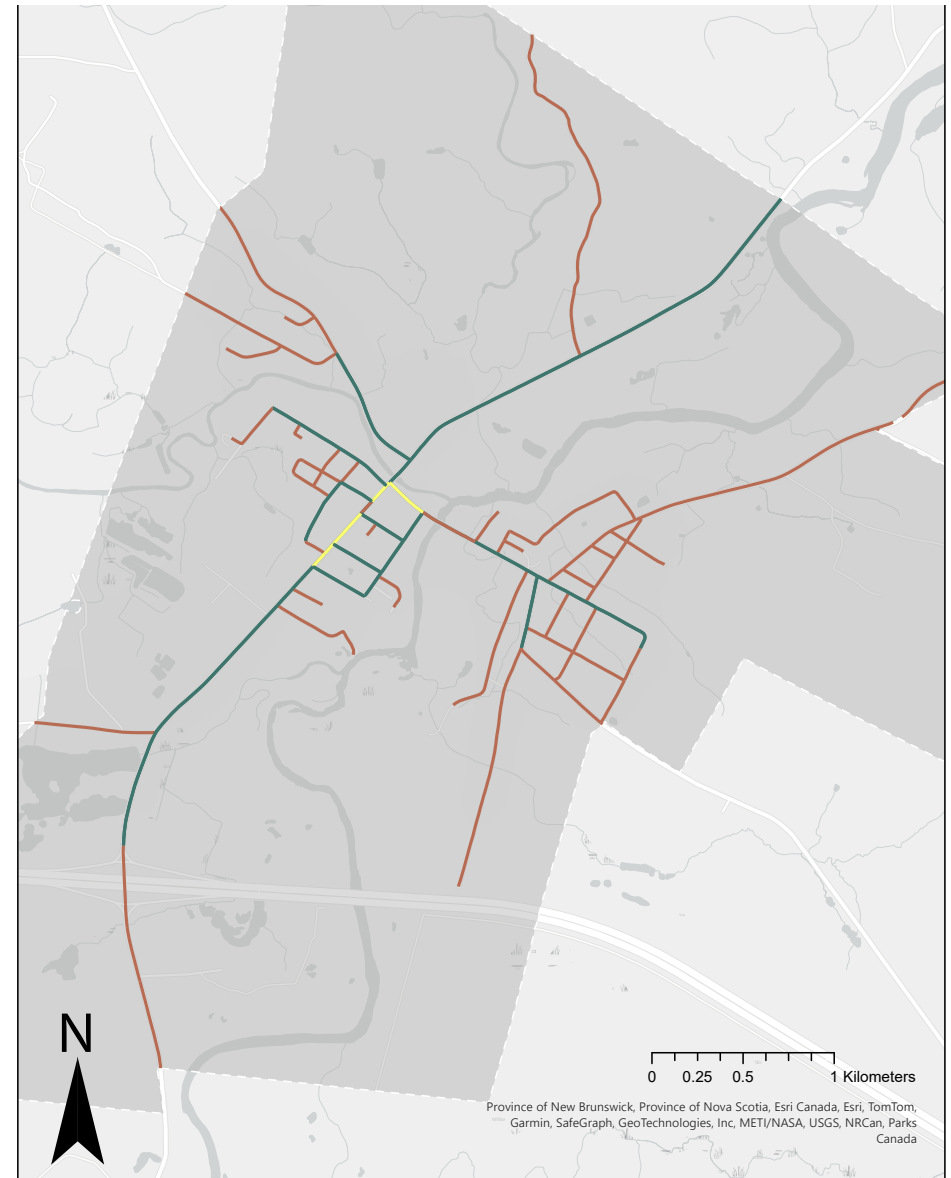 N
0 0.25 0.5 1 Kilometers
Province of New Brunswick, Province of Nova Scotia, Esri Canada, Esri, TomTom,
Garmin, SafeGraph, GeoTechnologies, Inc, METI/NASA, USGS, NRCan, Parks
Canada